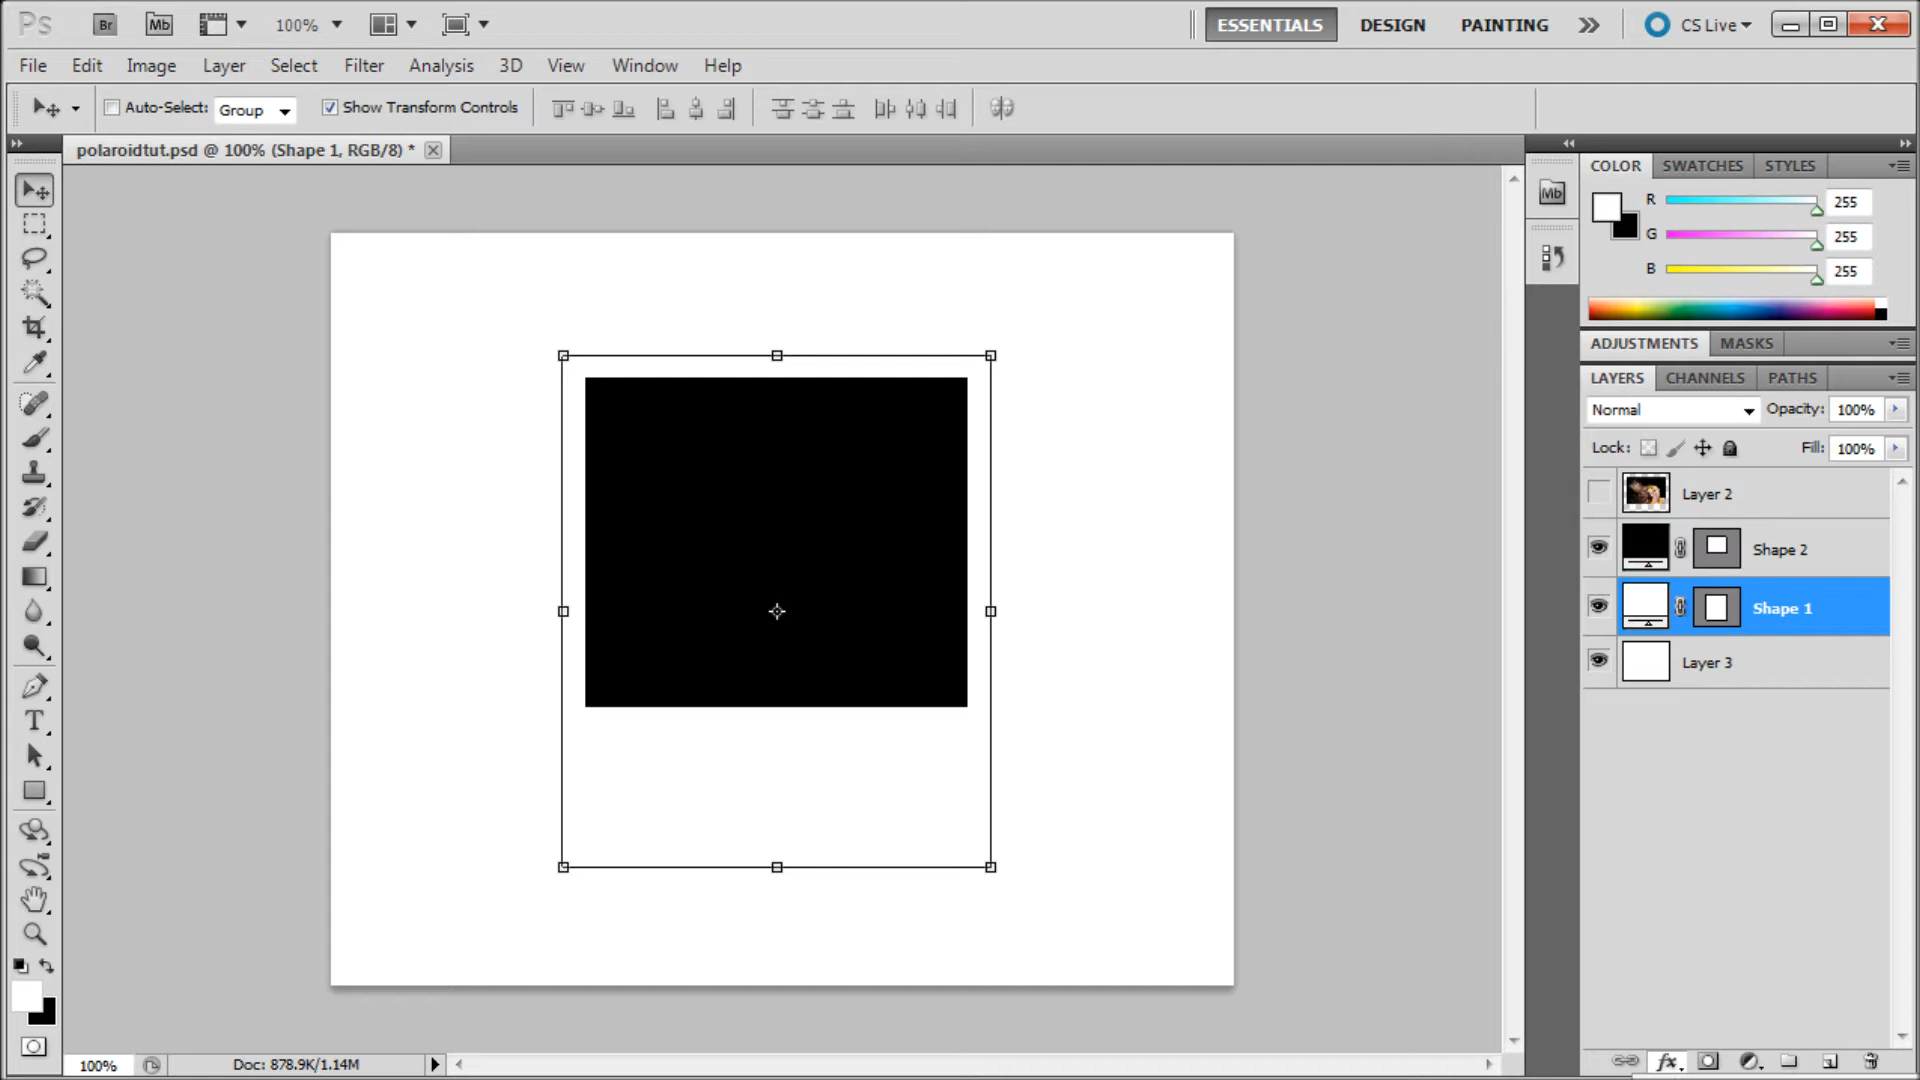 Ps Br Mb 100% ESSENTIALS DESIGN PAINTING CS Live
File Edit Image Layer Select Filter Analysis 3D View Window Help
Auto-Select: Group Show Transform Controls
polaroidtut.psd @ 100% (Shape 1, RGB/8) *
COLOR SWATCHES STYLES
Mb
R 255
G 255
B 255
ADJUSTMENTS MASKS
LAYERS CHANNELS PATHS
Normal Opacity: 100%
Lock: Fill: 100%
Layer 2
Shape 2
Shape 1
Layer 3
T
100% Doc: 878.9K/1.14M
fx